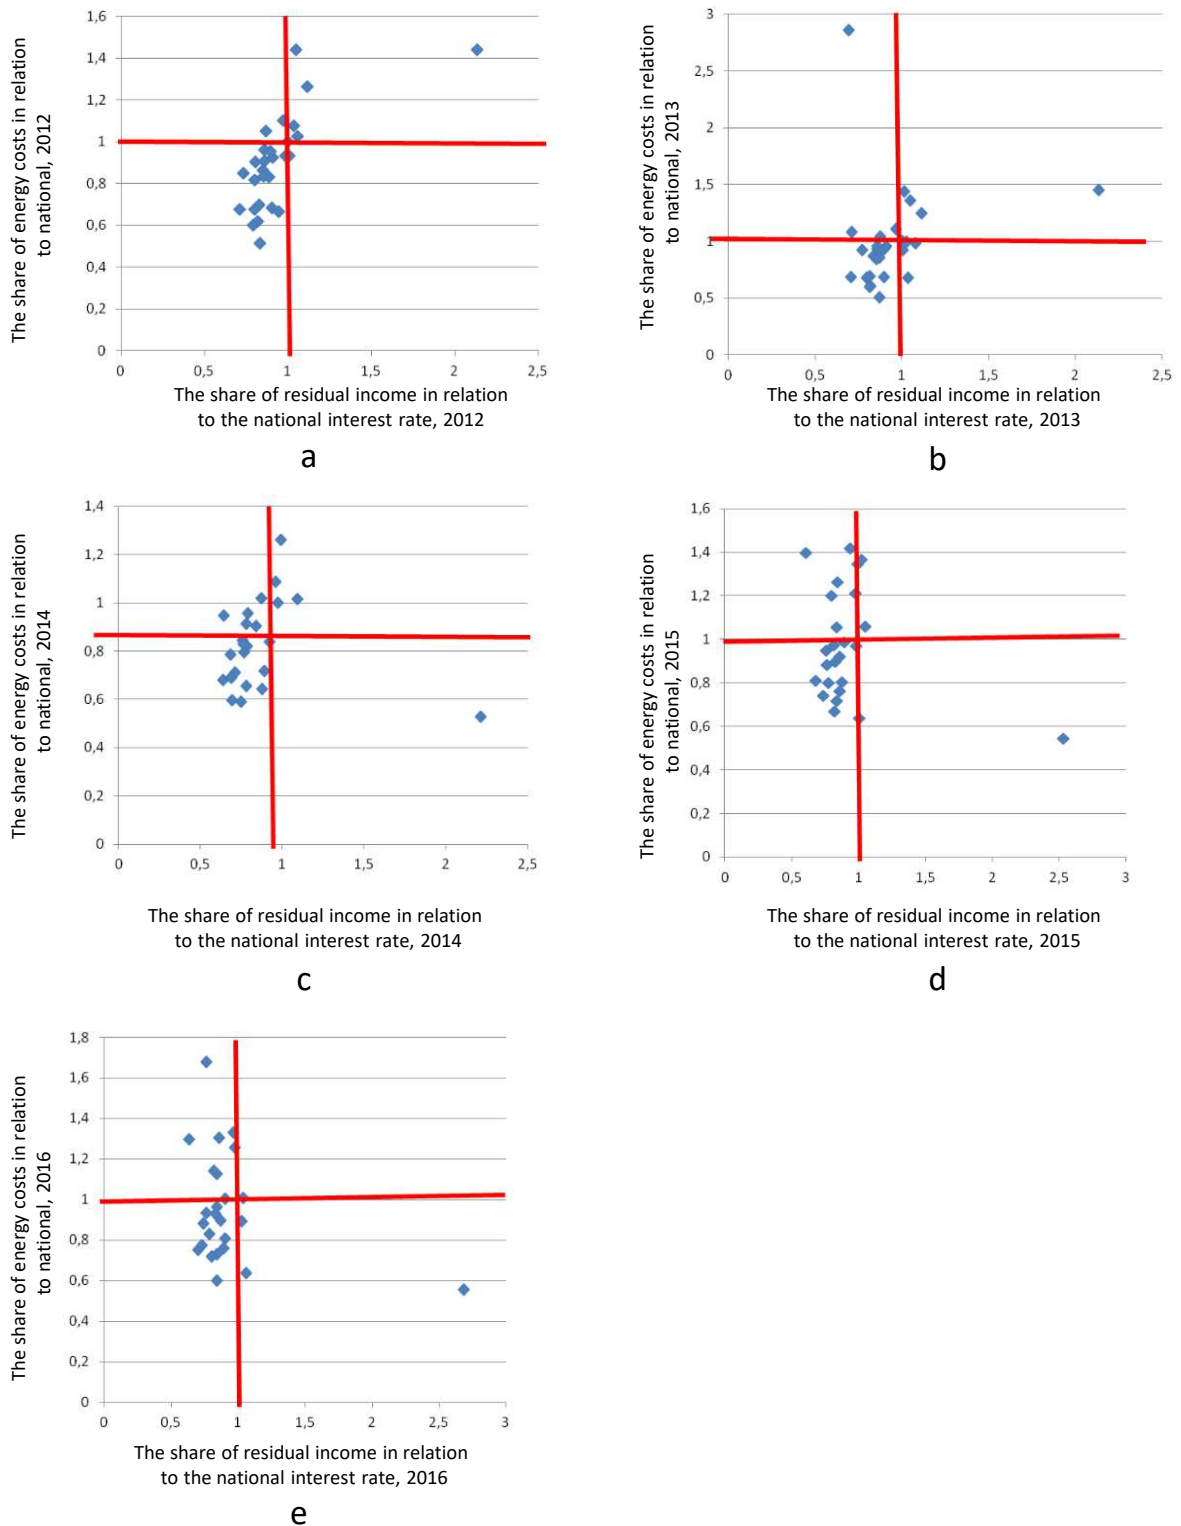 1,6
1,4
1,2
1
0,8
0,6
0,4
0,2
0
0 0,5 1 1,5 2 2,5
The share of energy costs in relation
to national, 2012
The share of residual income in relation
to the national interest rate, 2012
a
3
2,5
2
1,5
1
0,5
0
0 0,5 1 1,5 2 2,5
The share of energy costs in relation
to national, 2013
The share of residual income in relation
to the national interest rate, 2013
b
1,4
1,2
1
0,8
0,6
0,4
0,2
0
0 0,5 1 1,5 2 2,5
The share of energy costs in relation
to national, 2014
The share of residual income in relation
to the national interest rate, 2014
c
1,6
1,4
1,2
1
0,8
0,6
0,4
0,2
0
0 0,5 1 1,5 2 2,5 3
The share of energy costs in relation
to national, 2015
The share of residual income in relation
to the national interest rate, 2015
d
1,8
1,6
1,4
1,2
1
0,8
0,6
0,4
0,2
0
0 0,5 1 1,5 2 2,5 3
The share of energy costs in relation
to national, 2016
The share of residual income in relation
to the national interest rate, 2016
e